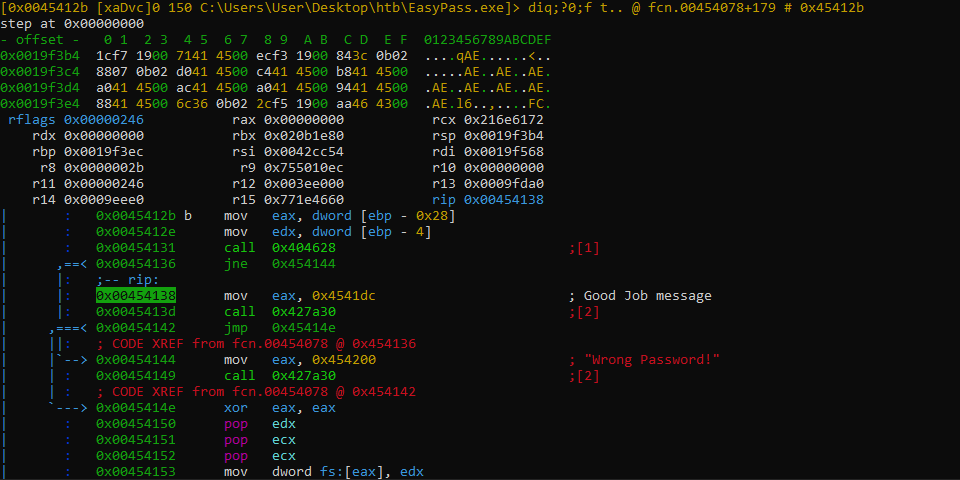 [0x0045412b [xaDvc]0 150 C:\Users\User\Desktop\htb\EasyPass.exe]> diq;?0;f t.. @ fcn.00454078+179 # 0x45412b
step at 0x00000000
- offset -   0 1  2 3  4 5  6 7  8 9  A B  C D  E F  0123456789ABCDEF
0x0019f3b4  1cf7 1900 7141 4500 ecf3 1900 843c 0b02  ....qAE......<..
0x0019f3c4  8807 0b02 d041 4500 c441 4500 b841 4500  .....AE..AE..AE.
0x0019f3d4  a041 4500 ac41 4500 a041 4500 9441 4500  .AE..AE..AE..AE.
0x0019f3e4  8841 4500 6c36 0b02 2cf5 1900 aa46 4300  .AE.l6..,....FC.
rflags 0x00000246 rax 0x00000000 rcx 0x216e6172
rdx 0x00000000 rbx 0x020b1e80 rsp 0x0019f3b4
rbp 0x0019f3ec rsi 0x0042cc54 rdi 0x0019f568
r8 0x0000002b r9 0x755010ec r10 0x00000000
r11 0x00000246 r12 0x003ee000 r13 0x0009fda0
r14 0x0009eee0 r15 0x771e4660 rip 0x00454138
|       :   0x0045412b b    mov   eax, dword [ebp - 0x28]
|       :   0x0045412e      mov   edx, dword [ebp - 4]
|       :   0x00454131      call  0x404628                ;[1]
|      ,==< 0x00454136      jne   0x454144
|      |:   ;-- rip:
|      |:   0x00454138      mov   eax, 0x4541dc           ; Good Job message
|      |:   0x0045413d      call  0x427a30                ;[2]
|     ,===< 0x00454142      jmp   0x45414e
|     ||:   ; CODE XREF from fcn.00454078 @ 0x454136
|     |`--> 0x00454144      mov   eax, 0x454200           ; "Wrong Password!"
|     | :   0x00454149      call  0x427a30                ;[2]
|     | :   ; CODE XREF from fcn.00454078 @ 0x454142
|     `---> 0x0045414e      xor   eax, eax
|       :   0x00454150      pop   edx
|       :   0x00454151      pop   ecx
|       :   0x00454152      pop   ecx
|       :   0x00454153      mov   dword fs:[eax], edx